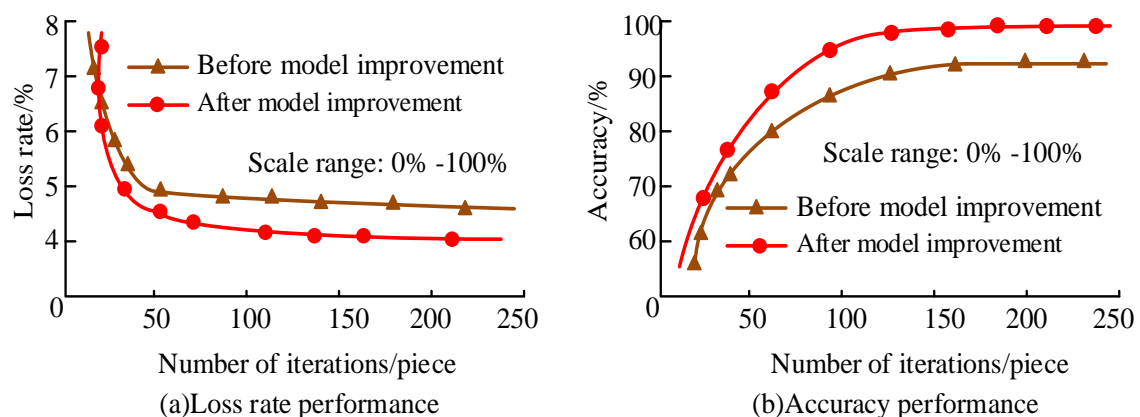 8
7
6
5
4
0
Loss rate/%
Before model improvement
After model improvement
Scale range: 0% -100%
50
100
150
200
250
Number of iterations/piece
(a)Loss rate performance
100
90
80
70
60
0
Accuracy/%
Scale range: 0% -100%
Before model improvement
After model improvement
50
100
150
200
250
Number of iterations/piece
(b)Accuracy performance